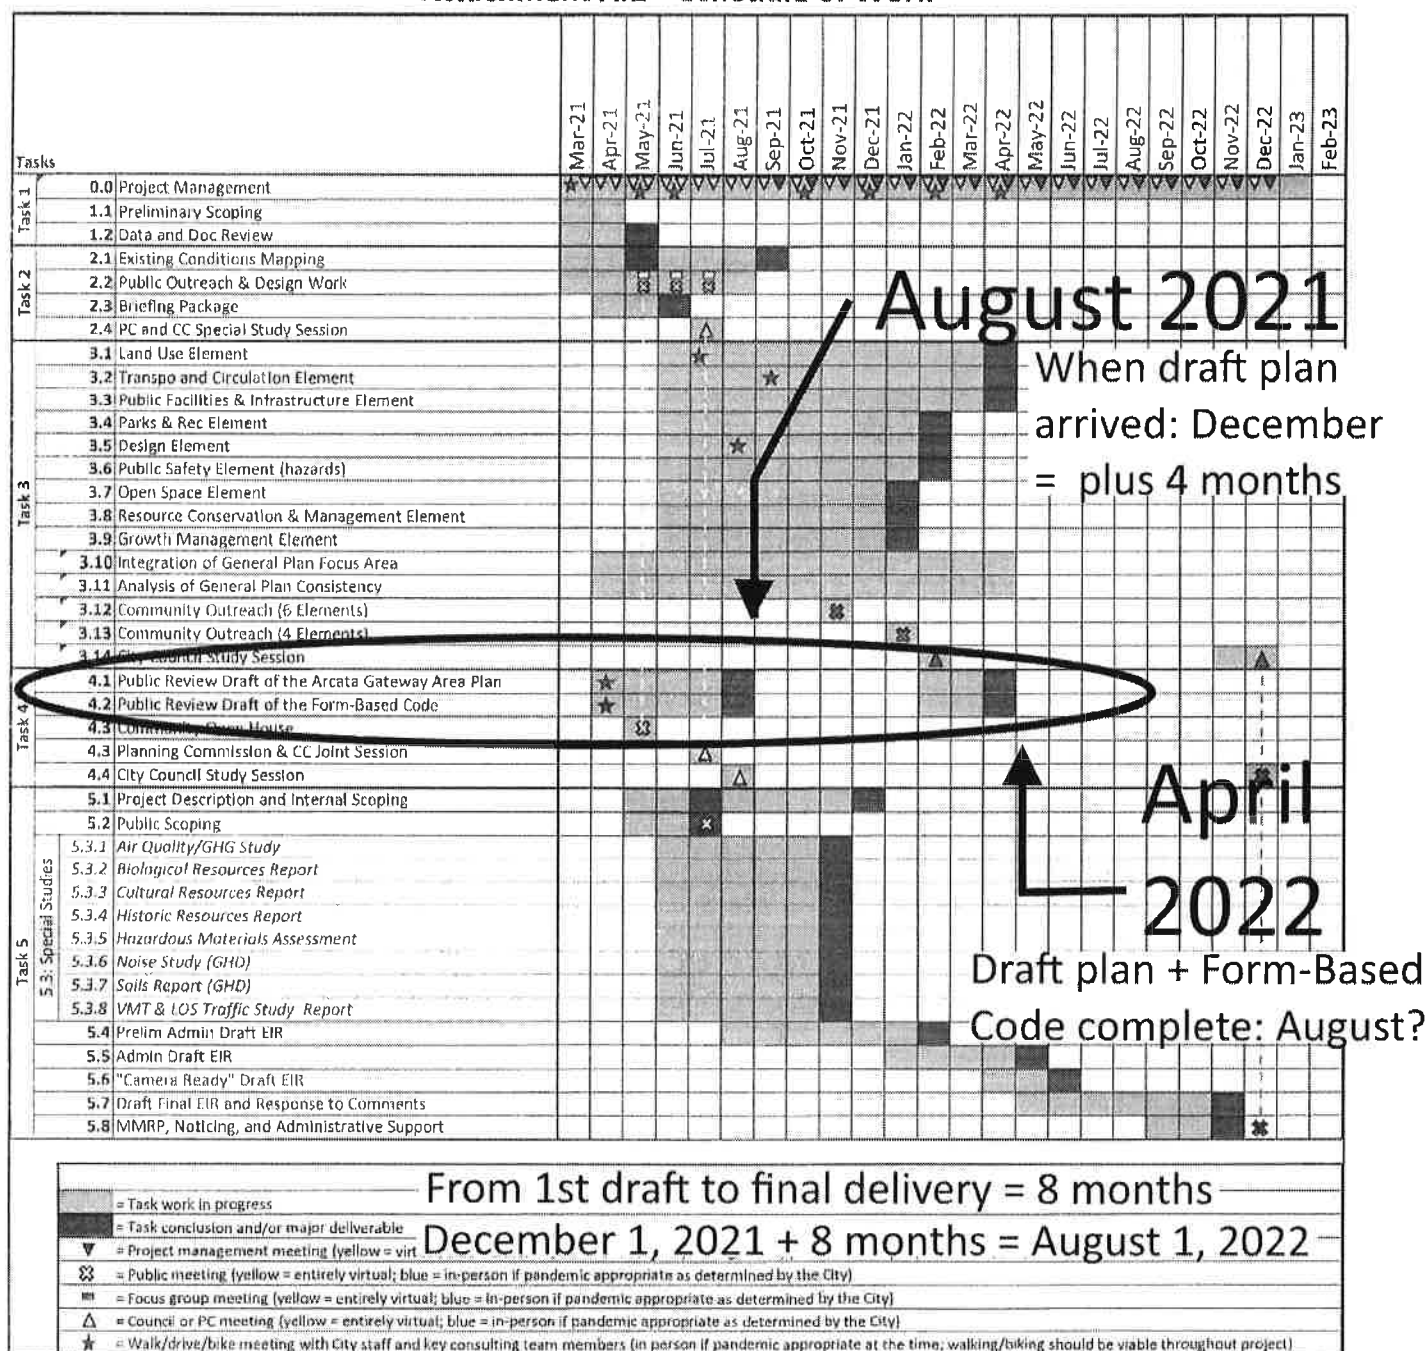 Tasks
Mar-21 Apr-21 May-21 Jun-21 Jul-21 Aug-21 Sep-21 Oct-21 Nov-21 Dec-21 Jan-22 Feb-22 Mar-22 Apr-22 May-22 Jun-22 Jul-22 Aug-22 Sep-22 Oct-22 Nov-22 Dec-22 Jan-23 Feb-23
Task 1
0.0 Project Management
1.1 Preliminary Scoping
1.2 Data and Doc Review
Task 2
2.1 Existing Conditions Mapping
2.2 Public Outreach & Design Work
2.3 Briefing Package
2.4 PC and CC Special Study Session
Task 3
3.1 Land Use Element
3.2 Transpo and Circulation Element
3.3 Public Facilities & Infrastructure Element
3.4 Parks & Rec Element
3.5 Design Element
3.6 Public Safety Element (hazards)
3.7 Open Space Element
3.8 Resource Conservation & Management Element
3.9 Growth Management Element
3.10 Integration of General Plan Focus Area
3.11 Analysis of General Plan Consistency
3.12 Community Outreach (6 Elements)
3.13 Community Outreach (4 Elements)
3.14 City Council Study Session
Task 4
4.1 Public Review Draft of the Arcata Gateway Area Plan
4.2 Public Review Draft of the Form-Based Code
4.3 Community Open House
4.3 Planning Commission & CC Joint Session
4.4 City Council Study Session
Task 5
5.1 Project Description and Internal Scoping
5.2 Public Scoping
5.3: Special Studies
5.3.1 Air Quality/GHG Study
5.3.2 Biological Resources Report
5.3.3 Cultural Resources Report
5.3.4 Historic Resources Report
5.3.5 Hazardous Materials Assessment
5.3.6 Noise Study (GHD)
5.3.7 Soils Report (GHD)
5.3.8 VMT & LOS Traffic Study Report
5.4 Prelim Admin Draft EIR
5.5 Admin Draft EIR
5.6 "Camera Ready" Draft EIR
5.7 Draft Final EIR and Response to Comments
5.8 MMRP, Noticing, and Administrative Support
August 2021
When draft plan
arrived: December
= plus 4 months
April
2022
Draft plan + Form-Based
Code complete: August?
From 1st draft to final delivery = 8 months
December 1, 2021 + 8 months = August 1, 2022
= Task work in progress
= Task conclusion and/or major deliverable
= Project management meeting (yellow = virt
= Public meeting (yellow = entirely virtual; blue = in-person if pandemic appropriate as determined by the City)
= Focus group meeting (yellow = entirely virtual; blue = in-person if pandemic appropriate as determined by the City)
= Council or PC meeting (yellow = entirely virtual; blue = in-person if pandemic appropriate as determined by the City)
= Walk/drive/bike meeting with City staff and key consulting team members (in person if pandemic appropriate at the time; walking/biking should be viable throughout project)